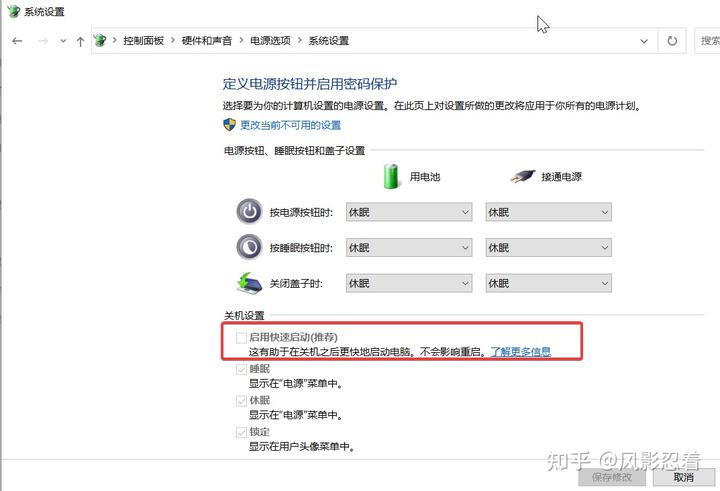 系统设置
控制面板 > 硬件和声音 > 电源选项 > 系统设置
搜索
定义电源按钮并启用密码保护
选择要为你的计算机设置的电源设置。在此页上对设置所做的更改将应用于你所有的电源计划。
更改当前不可用的设置
电源按钮、睡眠按钮和盖子设置
用电池 接通电源
按电源按钮时: 休眠 休眠
按睡眠按钮时: 休眠 休眠
关闭盖子时: 休眠 休眠
关机设置
启用快速启动(推荐)
这有助于在关机之后更快地启动电脑。不会影响重启。了解更多信息
睡眠
显示在"电源"菜单中。
休眠
显示在"电源"菜单中。
锁定
显示在用户头像菜单中。
知乎 @风影忍着
保存修改 取消